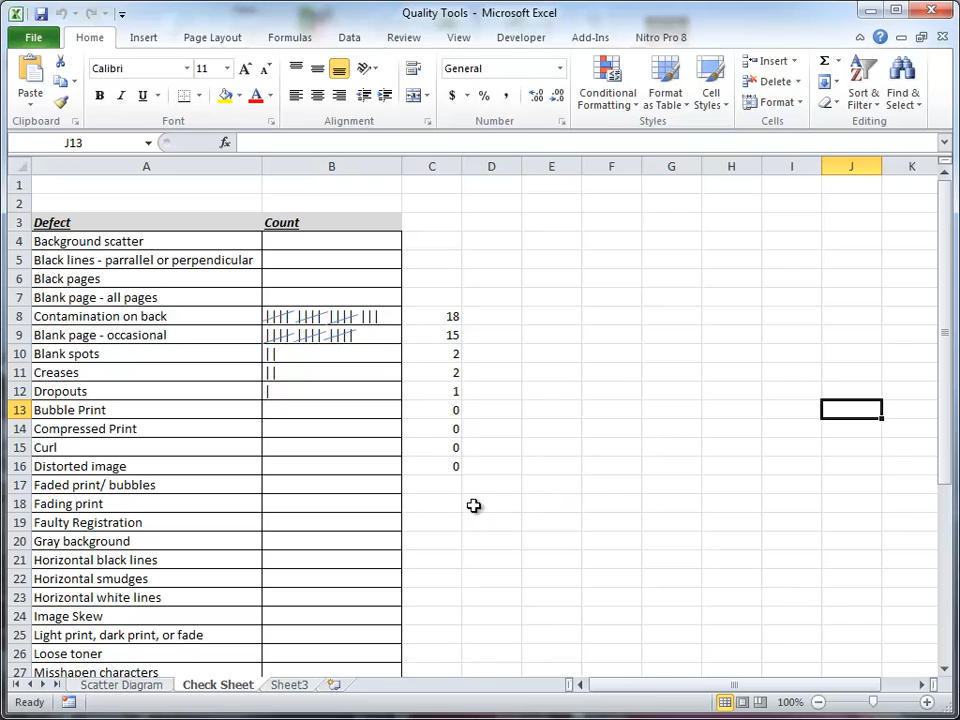 Quality Tools - Microsoft Excel
File Home Insert Page Layout Formulas Data Review View Developer Add-Ins Nitro Pro 8
Paste Calibri 11 General Conditional Formatting Format as Table Cell Styles Insert Delete Format Sort & Filter Find & Select
Clipboard Font Alignment Number Styles Cells Editing
J13 fx
A B C D E F G H I J K
1
2
3 Defect Count
4 Background scatter
5 Black lines - parrallel or perpendicular
6 Black pages
7 Blank page - all pages
8 Contamination on back 18
9 Blank page - occasional 15
10 Blank spots 2
11 Creases 2
12 Dropouts 1
13 Bubble Print 0
14 Compressed Print 0
15 Curl 0
16 Distorted image 0
17 Faded print/ bubbles
18 Fading print
19 Faulty Registration
20 Gray background
21 Horizontal black lines
22 Horizontal smudges
23 Horizontal white lines
24 Image Skew
25 Light print, dark print, or fade
26 Loose toner
27 Misshapen characters
Scatter Diagram Check Sheet Sheet3
Ready 100%